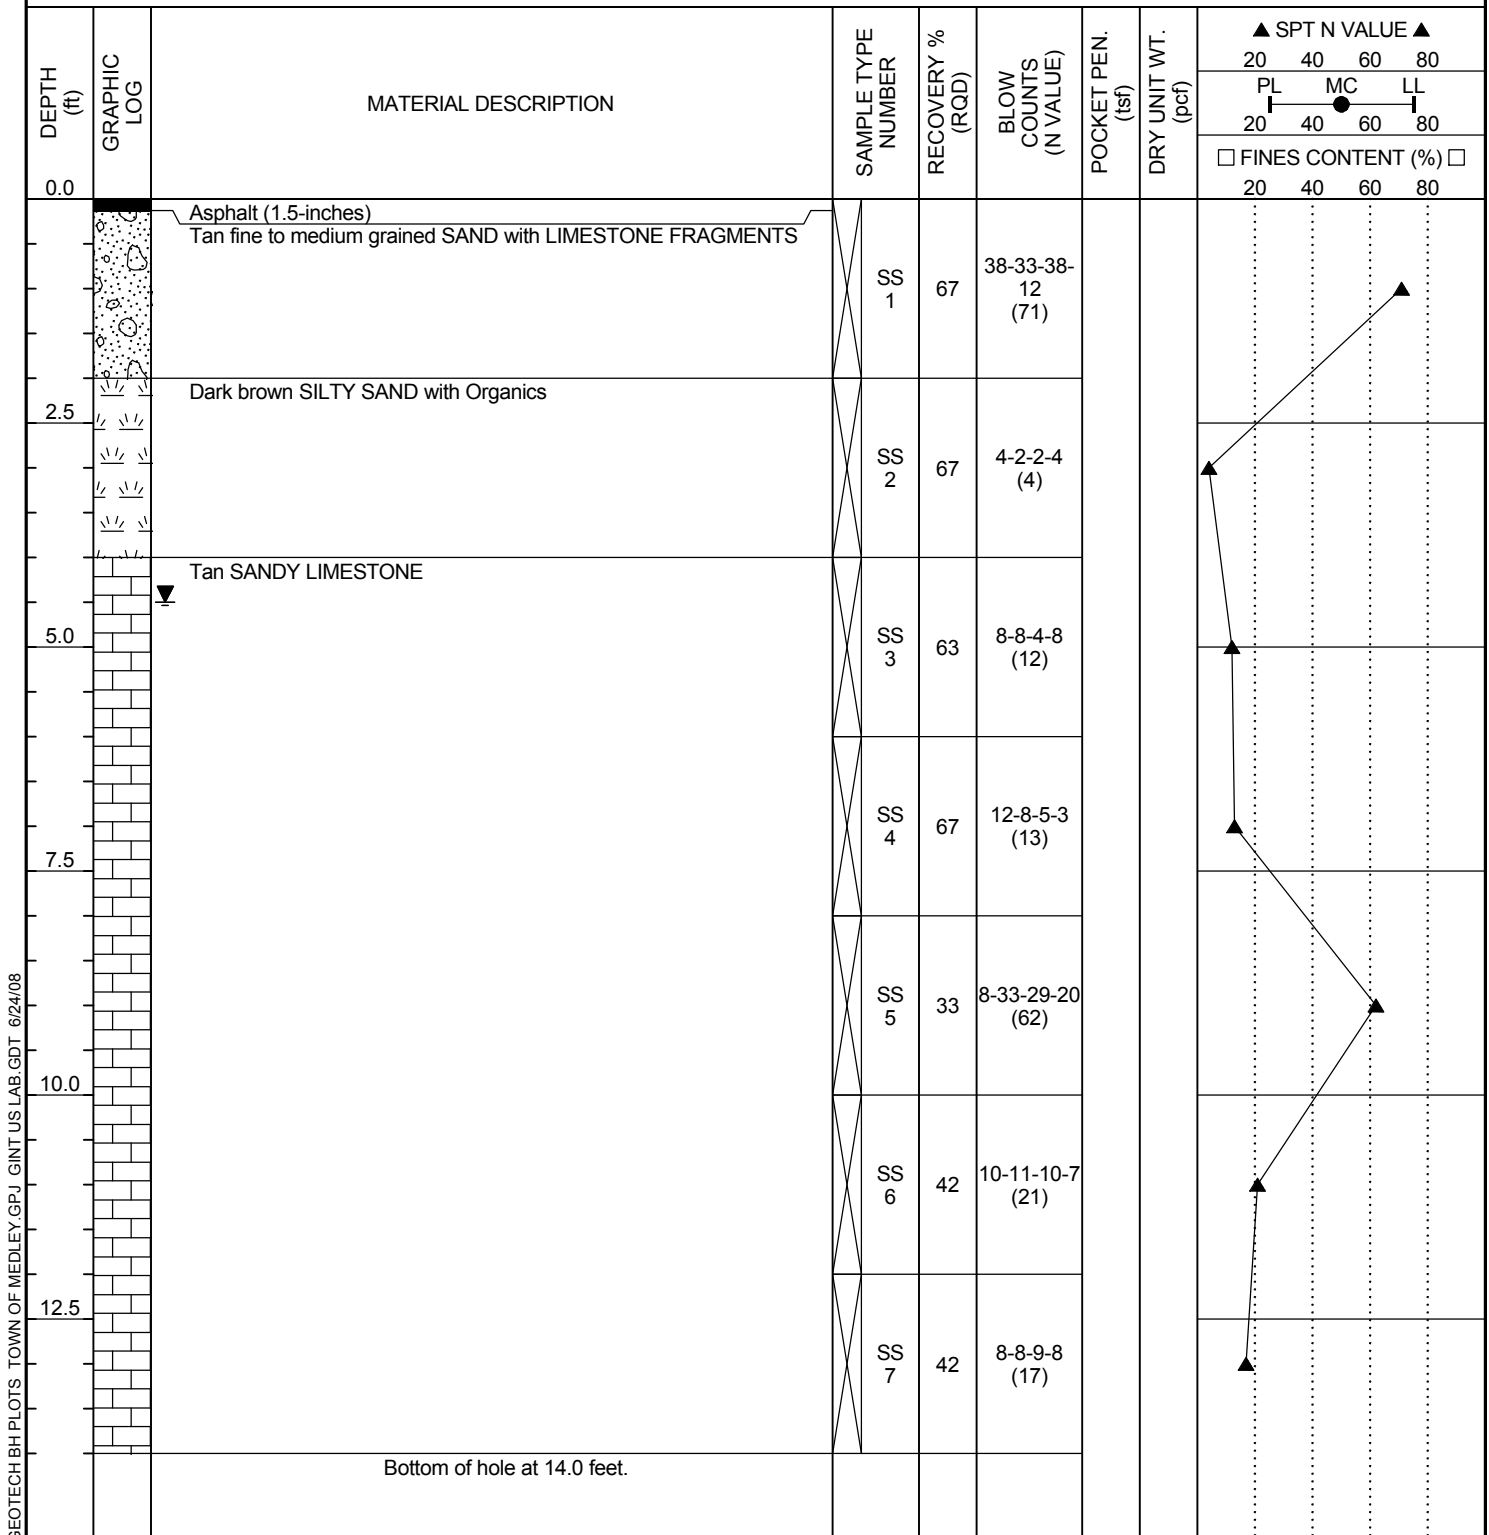 DEPTH
(ft)
GRAPHIC
LOG
MATERIAL DESCRIPTION
SAMPLE TYPE
NUMBER
RECOVERY %
(RQD)
BLOW
COUNTS
(N VALUE)
POCKET PEN.
(tsf)
DRY UNIT WT.
(pcf)
▲ SPT N VALUE ▲
20 40 60 80
PL MC LL
20 40 60 80
□ FINES CONTENT (%) □
20 40 60 80
0.0
Asphalt (1.5-inches)
Tan fine to medium grained SAND with LIMESTONE FRAGMENTS
SS
1
67
38-33-38-
12
(71)
Dark brown SILTY SAND with Organics
2.5
SS
2
67
4-2-2-4
(4)
Tan SANDY LIMESTONE
5.0
SS
3
63
8-8-4-8
(12)
SS
4
67
12-8-5-3
(13)
7.5
SS
5
33
8-33-29-20
(62)
10.0
SS
6
42
10-11-10-7
(21)
12.5
SS
7
42
8-8-9-8
(17)
Bottom of hole at 14.0 feet.
GEOTECH BH PLOTS TOWN OF MEDLEY.GPJ GINT US LAB.GDT 6/24/08